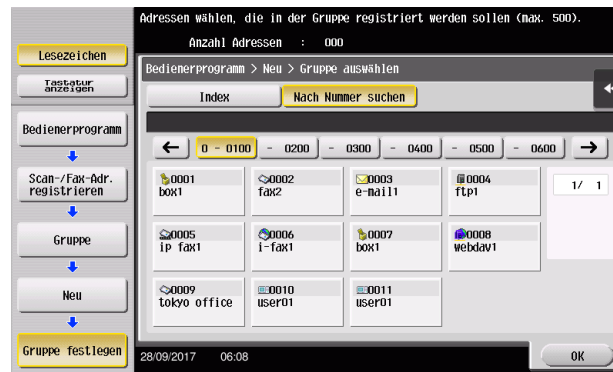 Adressen wählen, die in der Gruppe registriert werden sollen (max. 500).
Anzahl Adressen : 000
Lesezeichen
Tastatur
anzeigen
Bedienerprogramm
Scan-/Fax-Adr.
registrieren
Gruppe
Neu
Gruppe festlegen
Bedienerprogramm > Neu > Gruppe auswählen
Index
Nach Nummer suchen
← 0 - 0100 - 0200 - 0300 - 0400 - 0500 - 0600 →
0001 0002 0003 0004
box1 fax2 e-mail1 ftp1
1/ 1
0005 0006 0007 0008
ip fax1 i-fax1 box1 webdav1
0009 0010 0011
tokyo office user01 user01
28/09/2017 06:08
OK